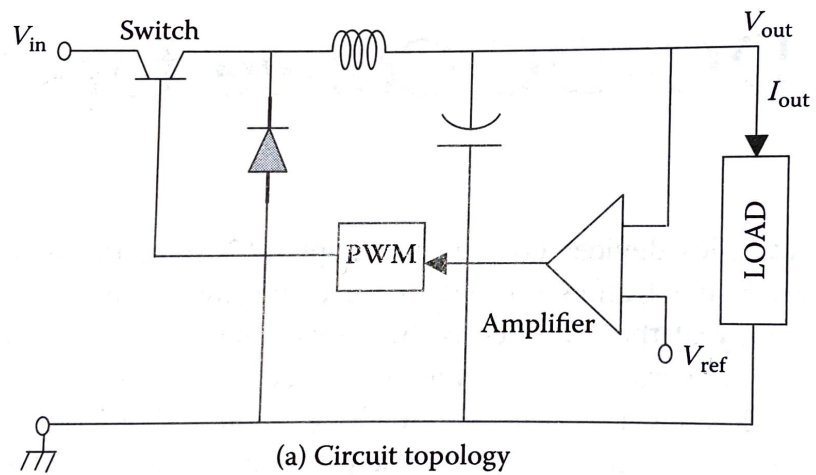 Switch
V_in
V_out
I_out
LOAD
PWM
Amplifier
V_ref
(a) Circuit topology